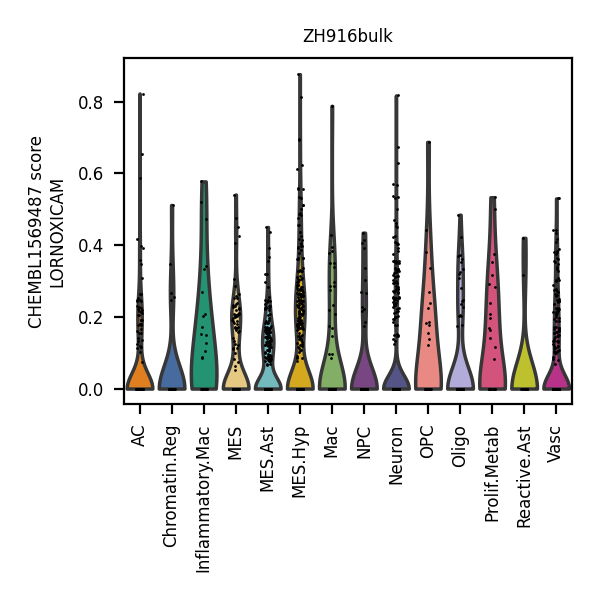 ZH916bulk
CHEMBL1569487 score
LORNOXICAM
0.8
0.6
0.4
0.2
0.0
AC
Chromatin.Reg
Inflammatory.Mac
MES
MES.Ast
MES.Hyp
Mac
NPC
Neuron
OPC
Oligo
Prolif.Metab
Reactive.Ast
Vasc